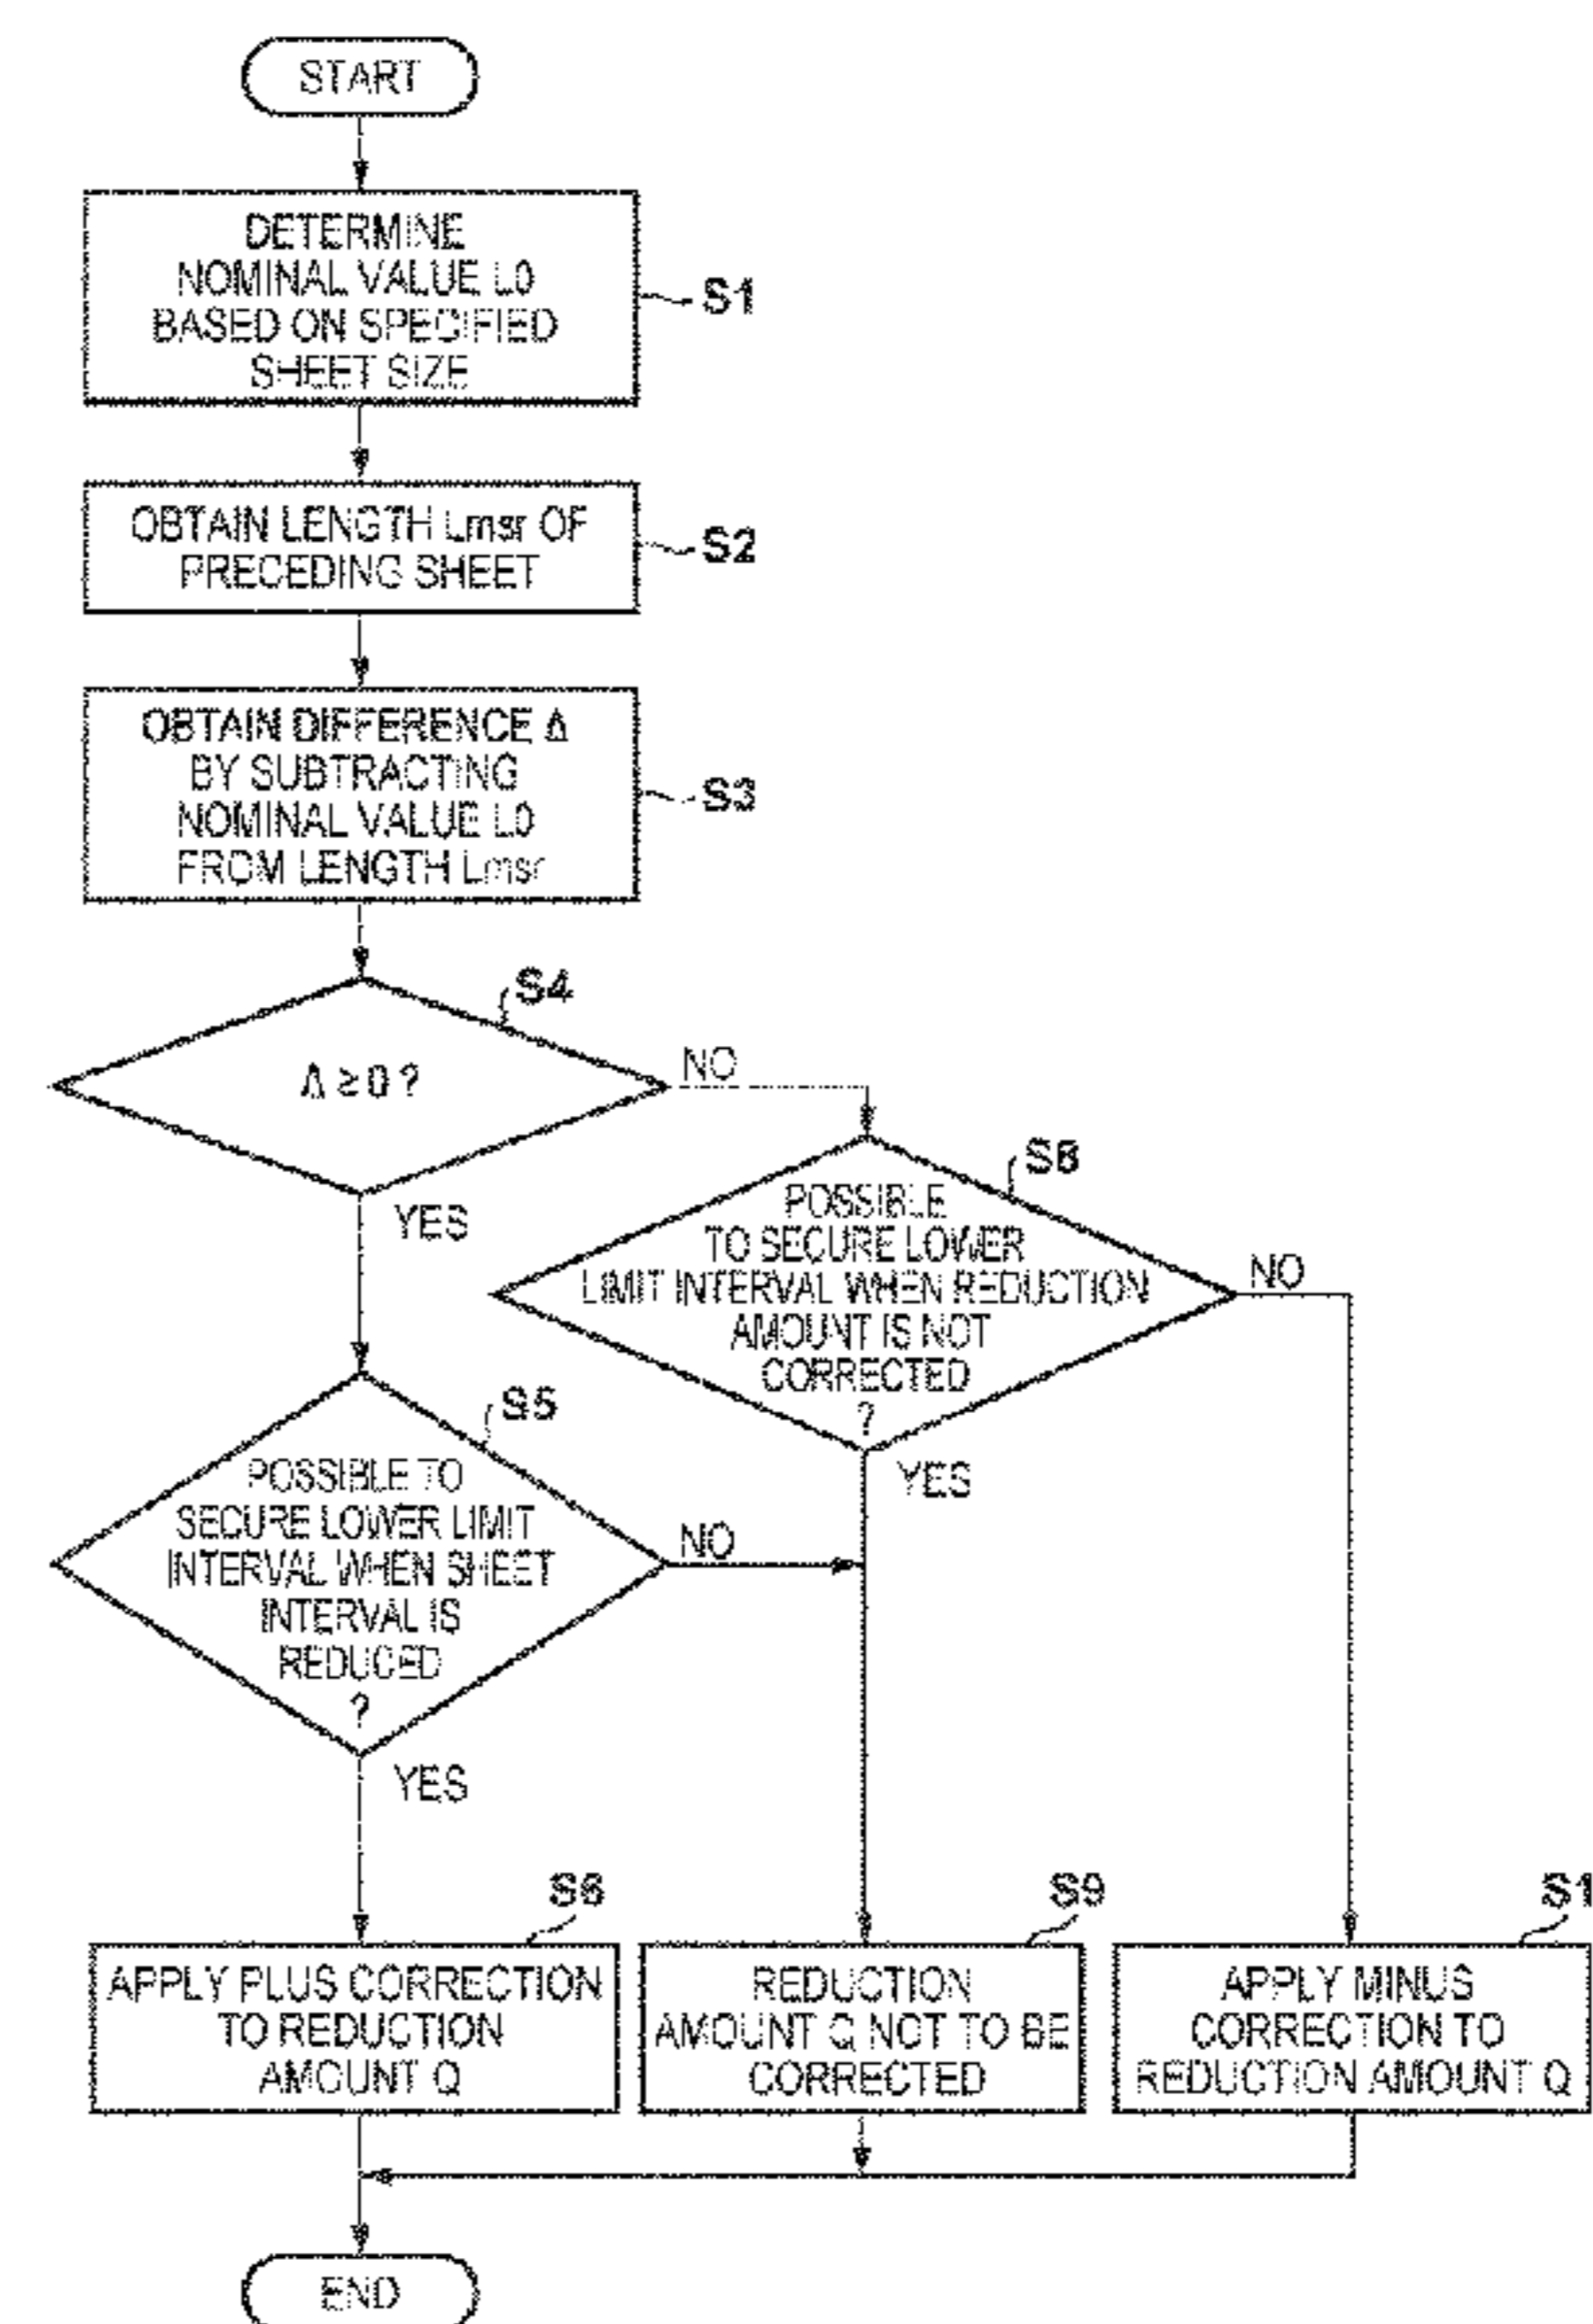 START
DETERMINE
NOMINAL VALUE L0
BASED ON SPECIFIED
SHEET SIZE
S1
OBTAIN LENGTH Lmsr OF
PRECEDING SHEET
S2
OBTAIN DIFFERENCE Δ
BY SUBTRACTING
NOMINAL VALUE L0
FROM LENGTH Lmsr
S3
S4
Δ ≥ 0 ?
NO
YES
S6
POSSIBLE
TO SECURE LOWER
LIMIT INTERVAL WHEN REDUCTION
AMOUNT IS NOT
CORRECTED
?
NO
YES
S5
POSSIBLE TO
SECURE LOWER LIMIT
INTERVAL WHEN SHEET
INTERVAL IS
REDUCED
?
NO
YES
APPLY PLUS CORRECTION
TO REDUCTION
AMOUNT Q
S9
REDUCTION
AMOUNT Q NOT TO BE
CORRECTED
S1
APPLY MINUS
CORRECTION TO
REDUCTION AMOUNT Q
END